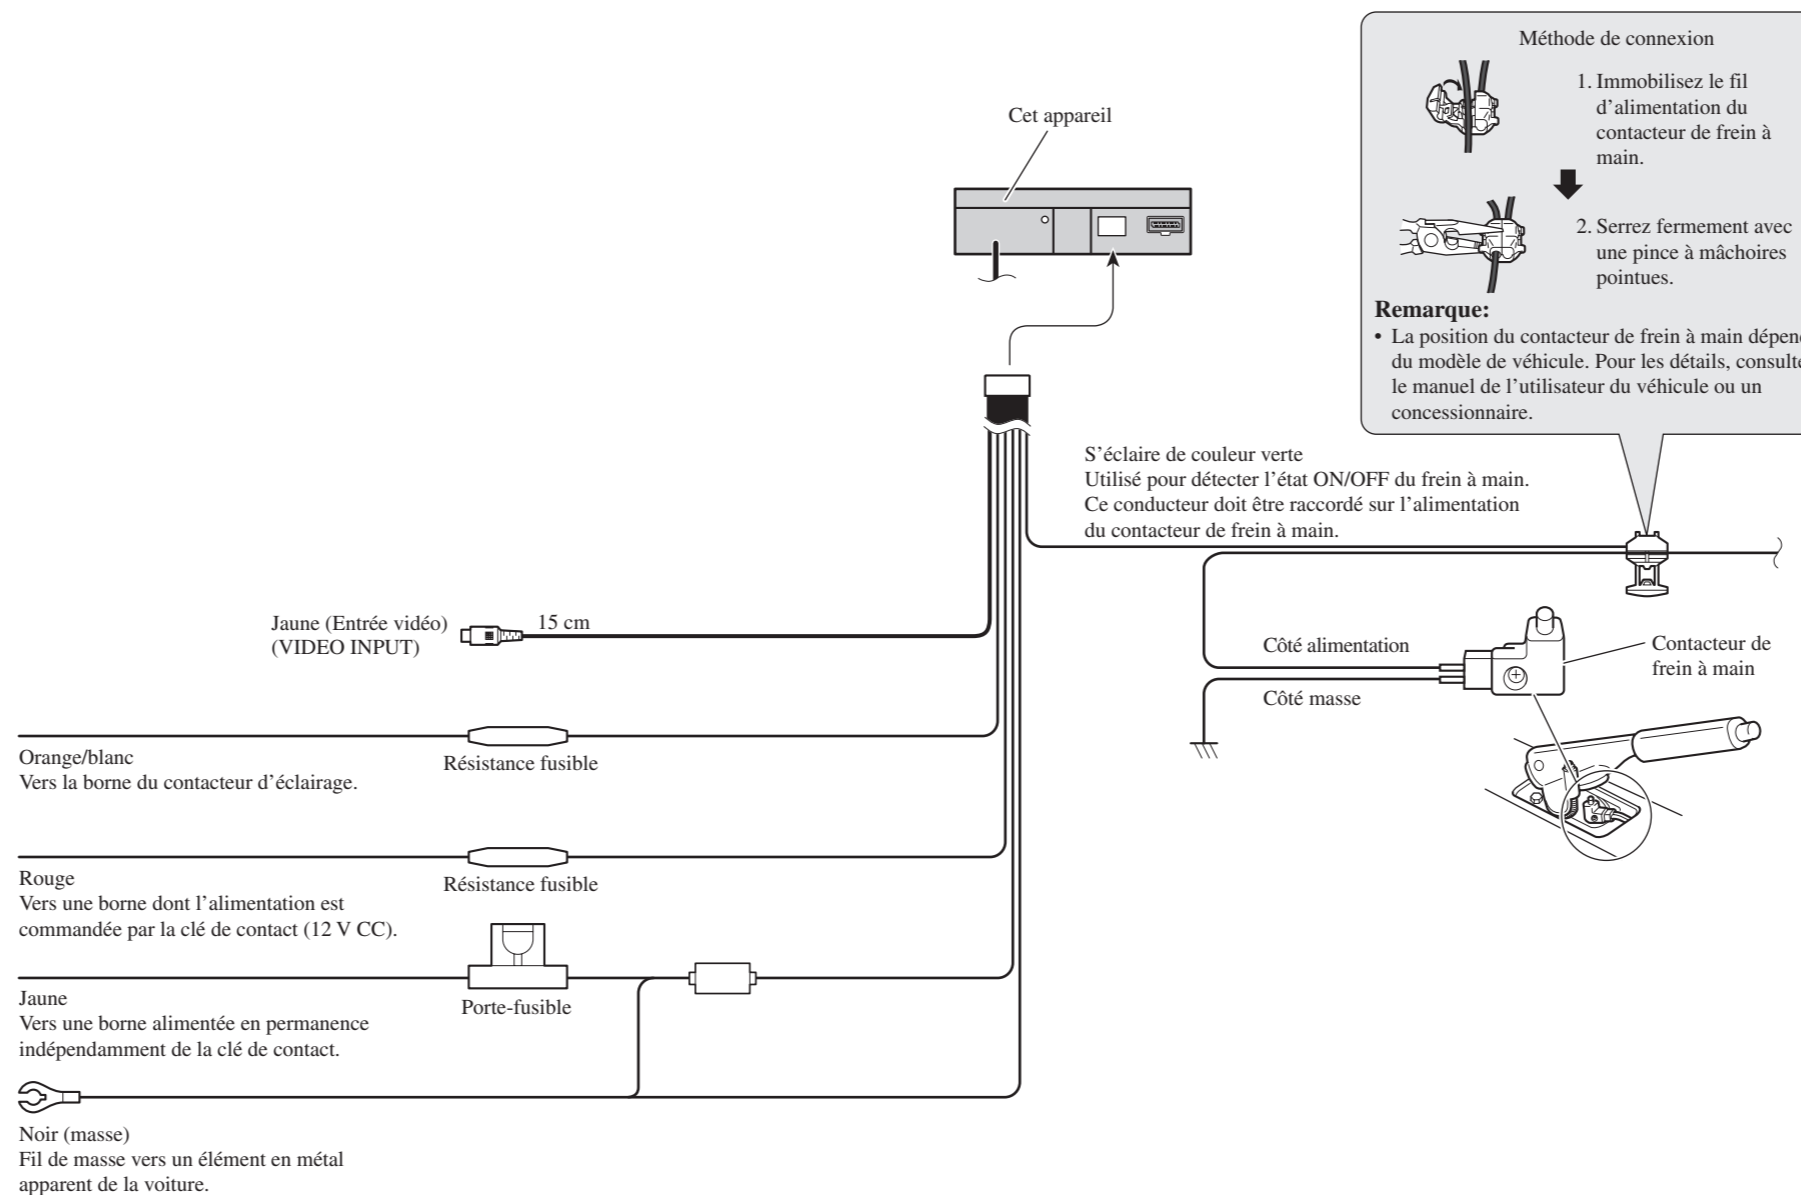 Méthode de connexion
1. Immobilisez le fil
d’alimentation du
contacteur de frein à
main.
2. Serrez fermement avec
une pince à mâchoires
pointues.
Remarque:
• La position du contacteur de frein à main dépend
du modèle de véhicule. Pour les détails, consulte
le manuel de l’utilisateur du véhicule ou un
concessionnaire.
Cet appareil
S’éclaire de couleur verte
Utilisé pour détecter l’état ON/OFF du frein à main.
Ce conducteur doit être raccordé sur l’alimentation
du contacteur de frein à main.
Jaune (Entrée vidéo)
(VIDEO INPUT)
15 cm
Côté alimentation
Côté masse
Contacteur de
frein à main
Orange/blanc
Vers la borne du contacteur d’éclairage.
Résistance fusible
Rouge
Vers une borne dont l’alimentation est
commandée par la clé de contact (12 V CC).
Résistance fusible
Jaune
Vers une borne alimentée en permanence
indépendamment de la clé de contact.
Porte-fusible
Noir (masse)
Fil de masse vers un élément en métal
apparent de la voiture.